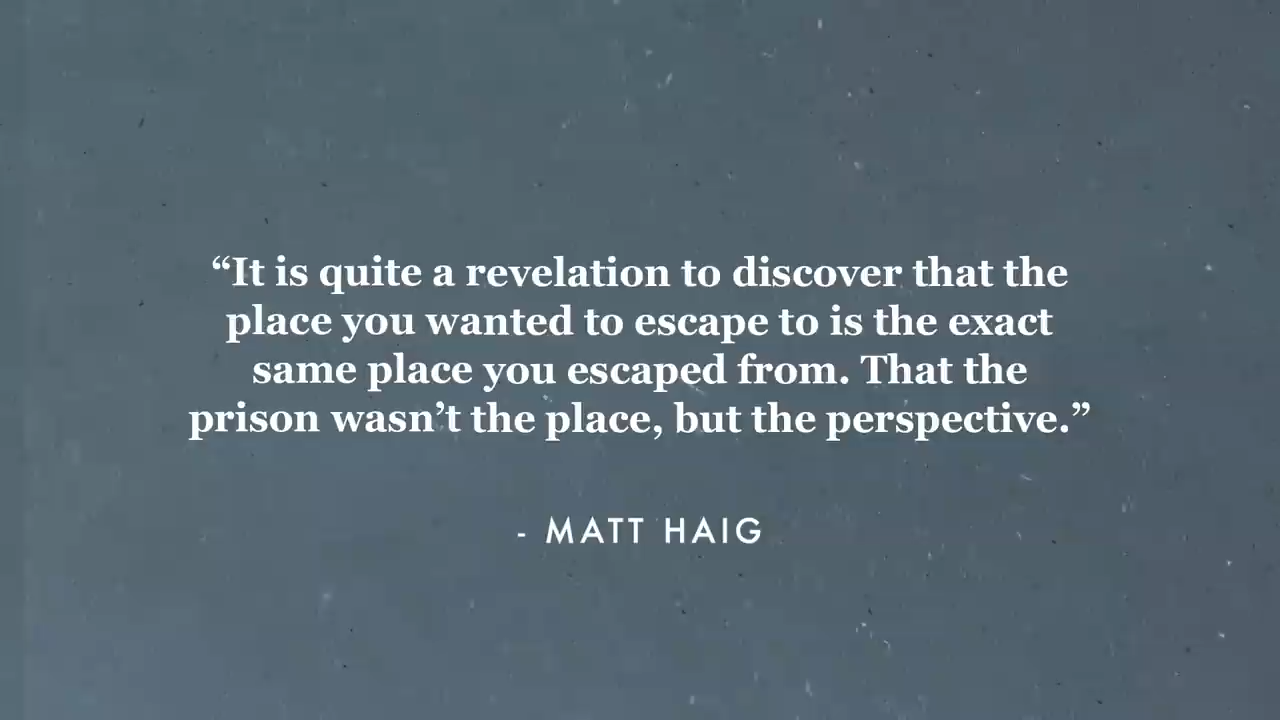 “It is quite a revelation to discover that the
place you wanted to escape to is the exact
same place you escaped from. That the
prison wasn’t the place, but the perspective.”
- MATT HAIG